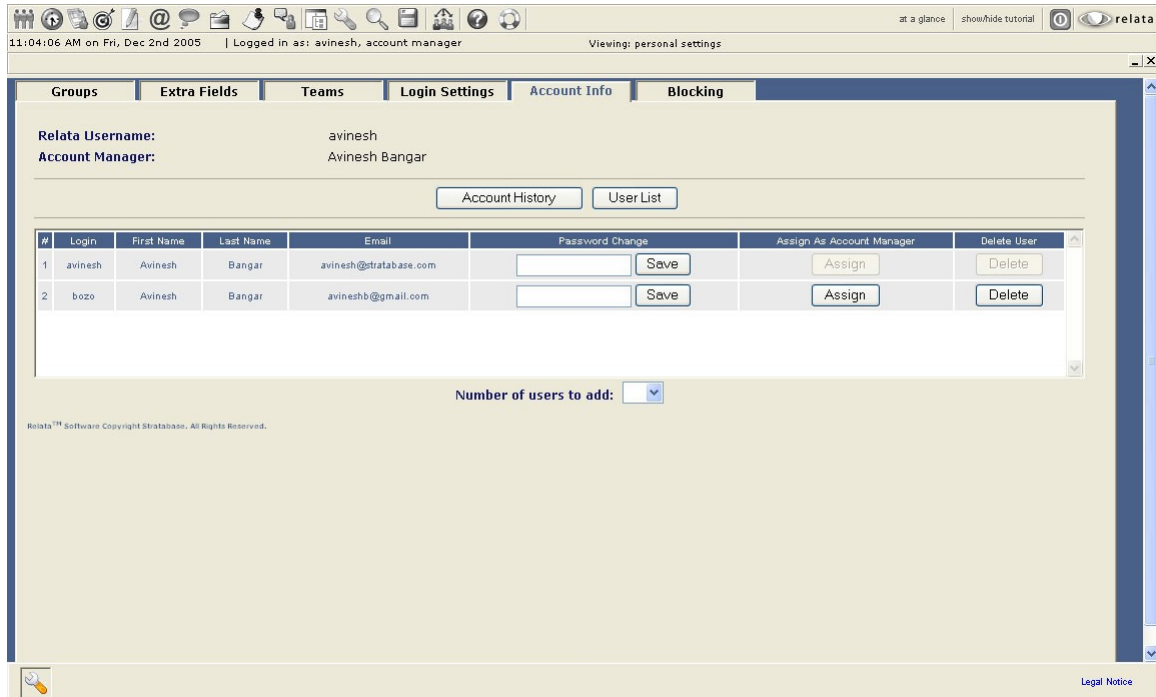 at a glance show/hide tutorial relata
11:04:06 AM on Fri, Dec 2nd 2005 | Logged in as: avinesh, account manager Viewing: personal settings
Groups Extra Fields Teams Login Settings Account Info Blocking
Relata Username: avinesh
Account Manager: Avinesh Bangar
Account History User List
# Login First Name Last Name Email Password Change Assign As Account Manager Delete User
1 avinesh Avinesh Bangar avinesh@stratabase.com Save Assign Delete
2 bozo Avinesh Bangar avineshb@gmail.com Save Assign Delete
Number of users to add:
Relata™ Software Copyright Stratabase. All Rights Reserved.
Legal Notice